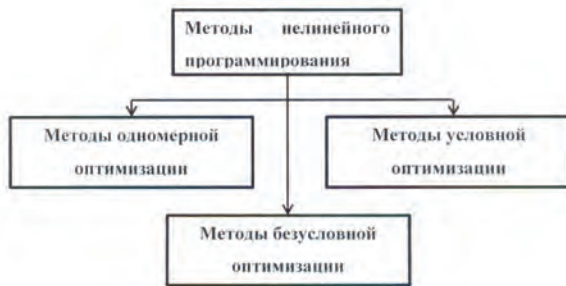 Методы нелинейного
программирования
Методы одномерной
оптимизации
Методы условной
оптимизации
Методы безусловной
оптимизации